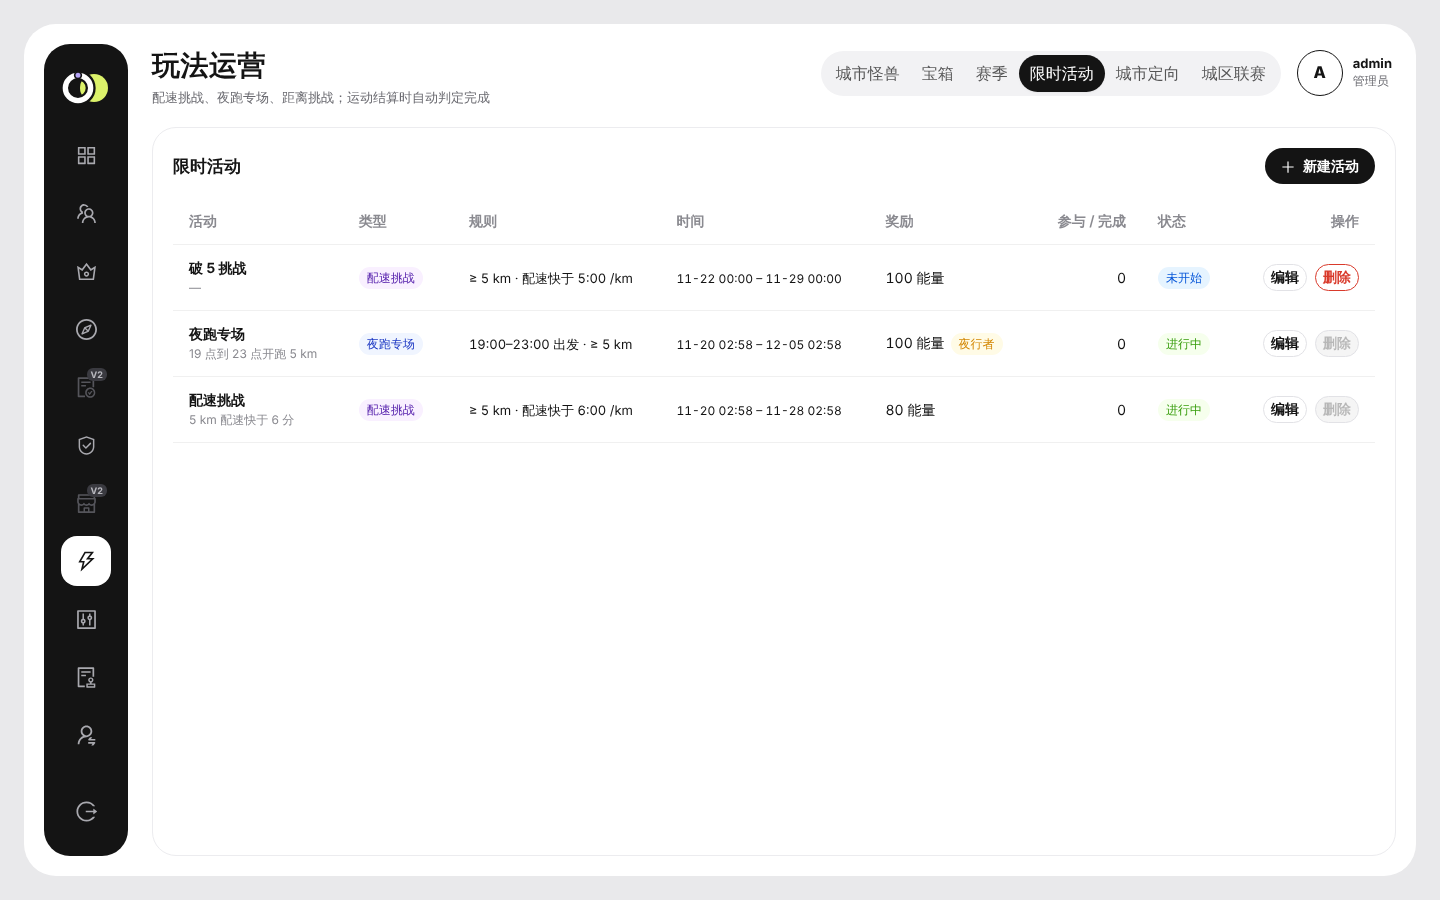 玩法运营
配速挑战、夜跑专场、距离挑战；运动结算时自动判定完成
城市怪兽 宝箱 赛季 限时活动 城市定向 城区联赛
A
admin
管理员
V2
V2
限时活动
新建活动
活动 类型 规则 时间 奖励 参与 / 完成 状态 操作
破 5 挑战
—
配速挑战 ≥ 5 km · 配速快于 5:00 /km 11-22 00:00 – 11-29 00:00 100 能量 0 未开始 编辑 删除
夜跑专场
19 点到 23 点开跑 5 km
夜跑专场 19:00–23:00 出发 · ≥ 5 km 11-20 02:58 – 12-05 02:58 100 能量 夜行者 0 进行中 编辑 删除
配速挑战
5 km 配速快于 6 分
配速挑战 ≥ 5 km · 配速快于 6:00 /km 11-20 02:58 – 11-28 02:58 80 能量 0 进行中 编辑 删除